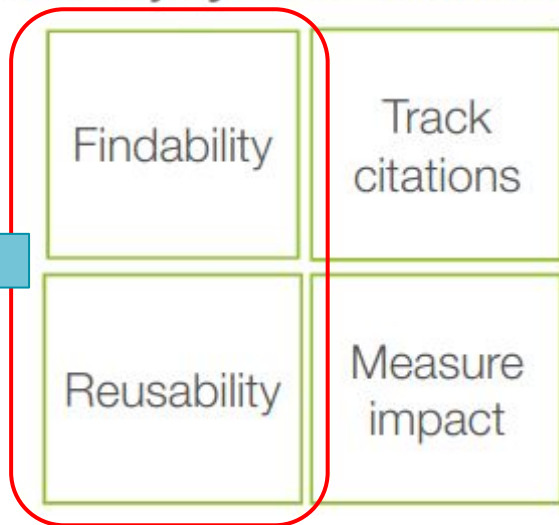 Findability
Track
citations
Reusability
Measure
impact